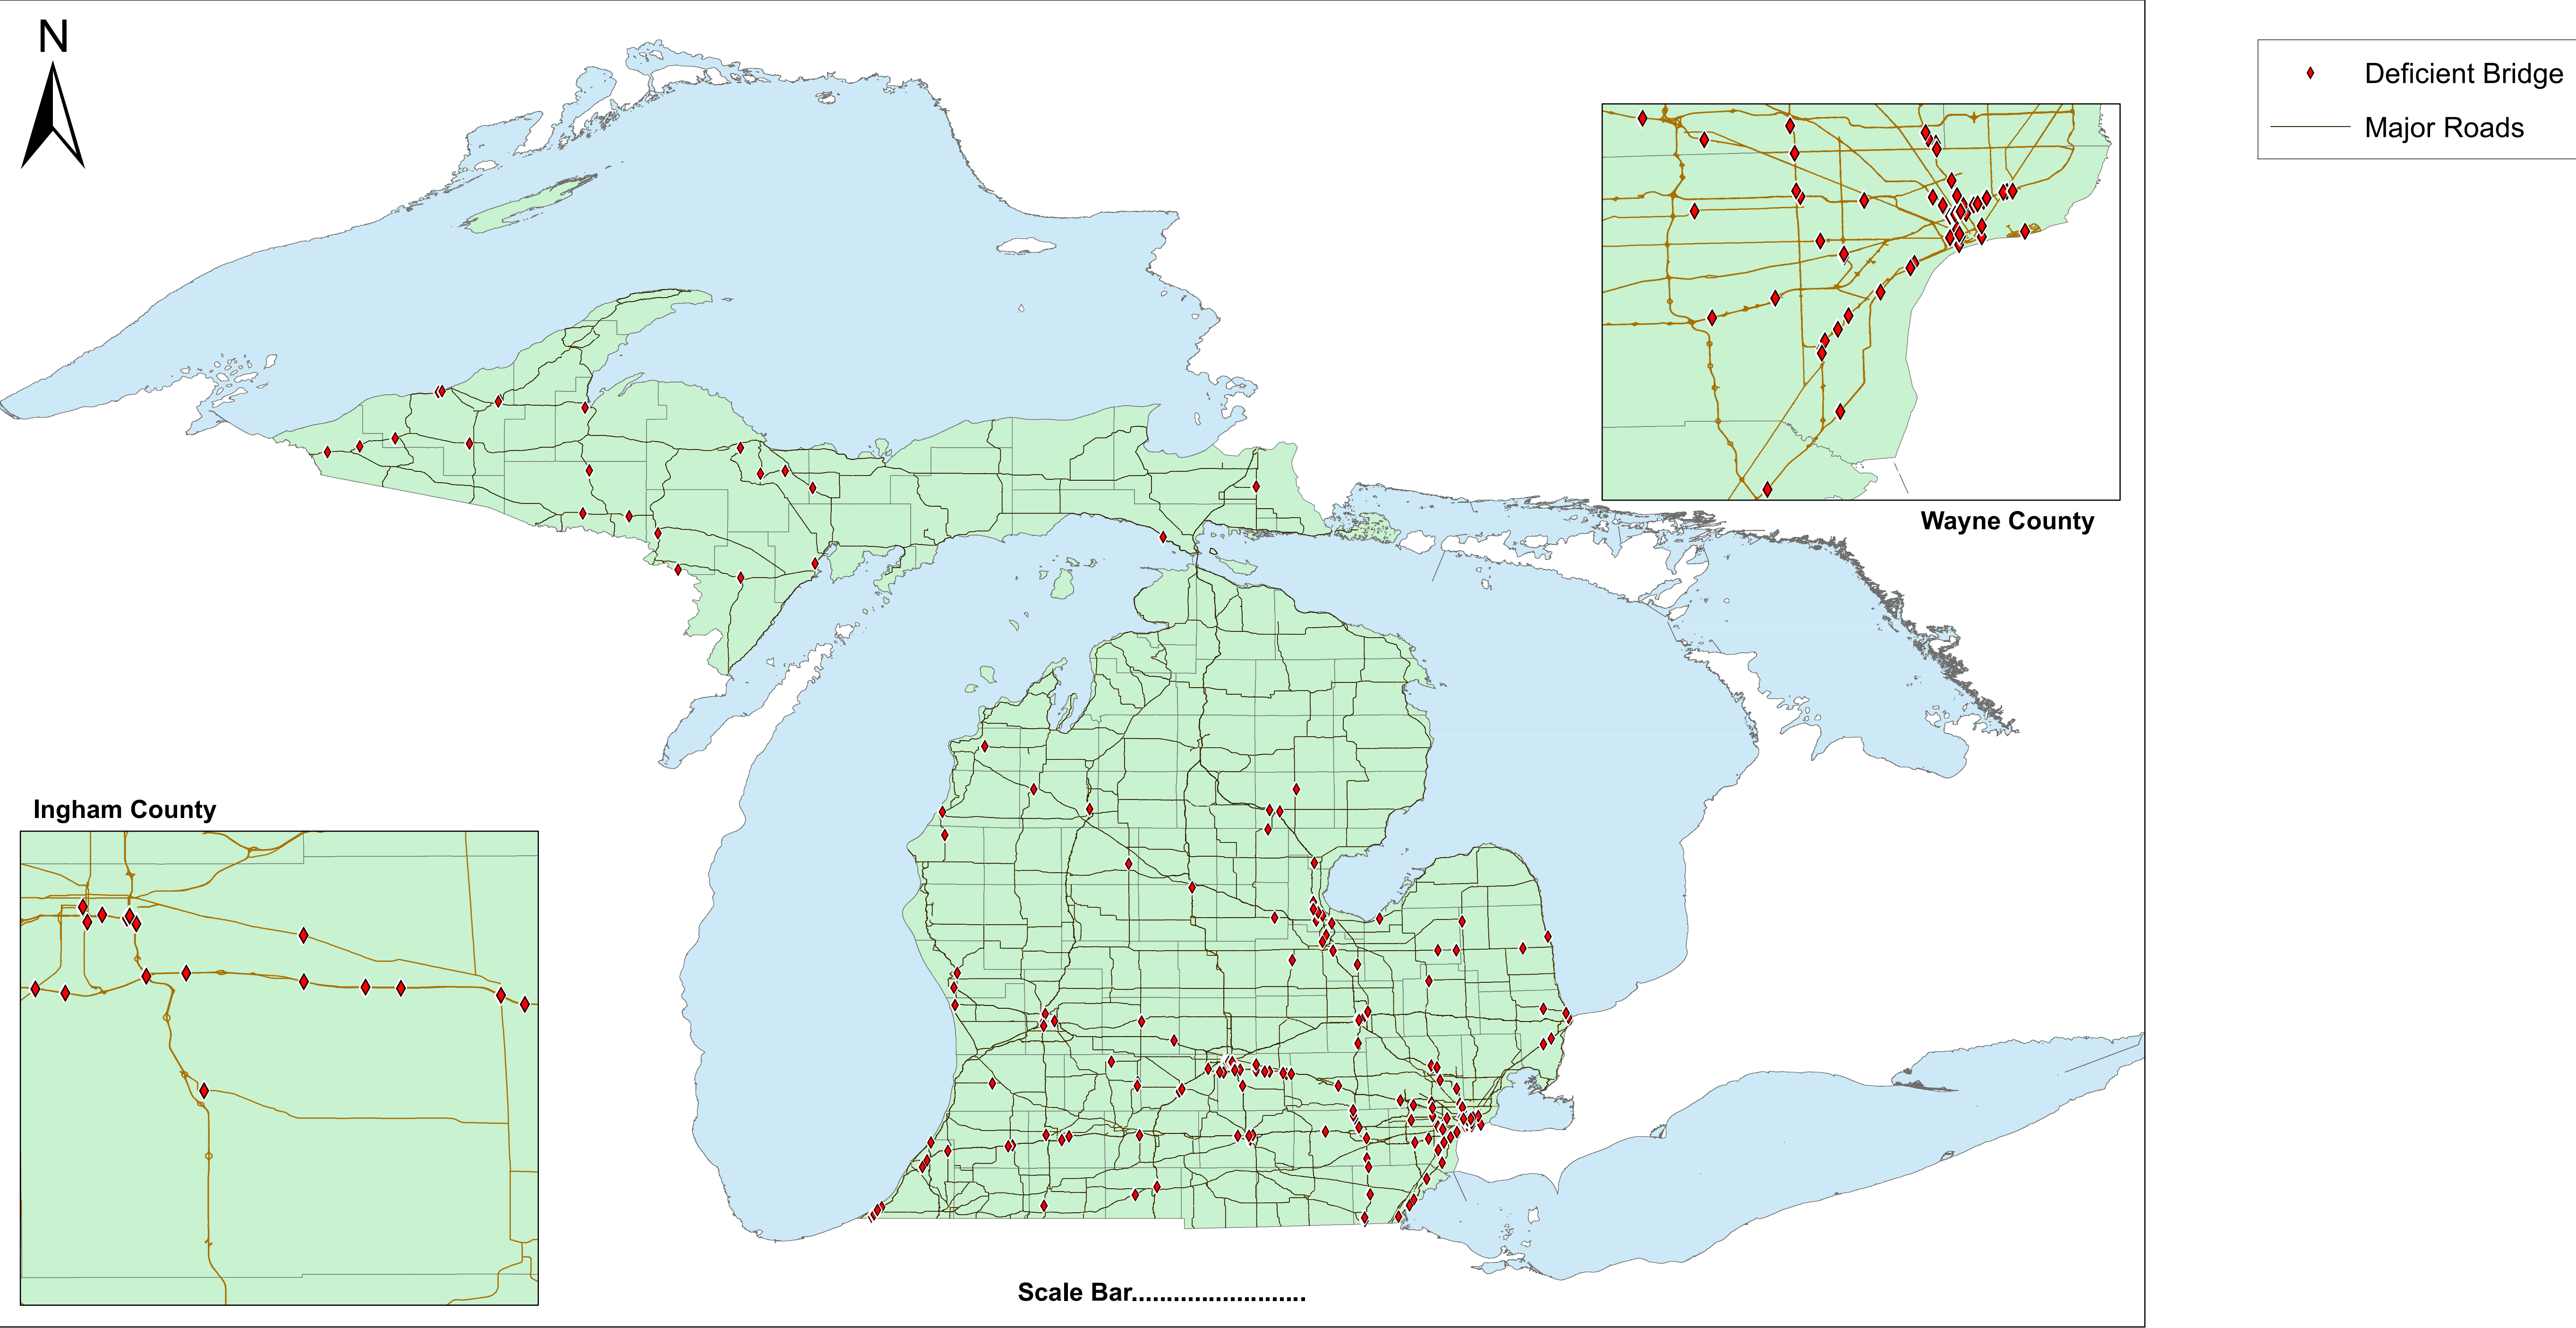 N
Deficient Bridge
Major Roads
Wayne County
Ingham County
Scale Bar.........................